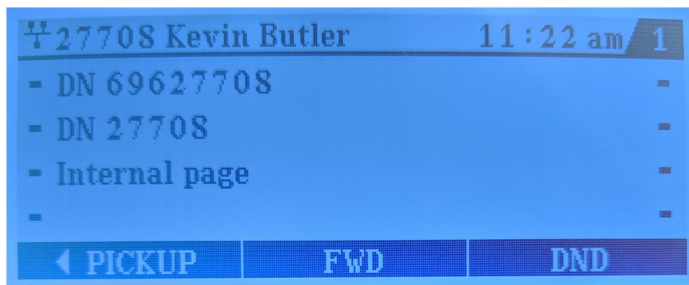 27708 Kevin Butler 11:22 am 1
- DN 69627708 -
- DN 27708 -
- Internal page -
- -
◀ PICKUP FWD DND